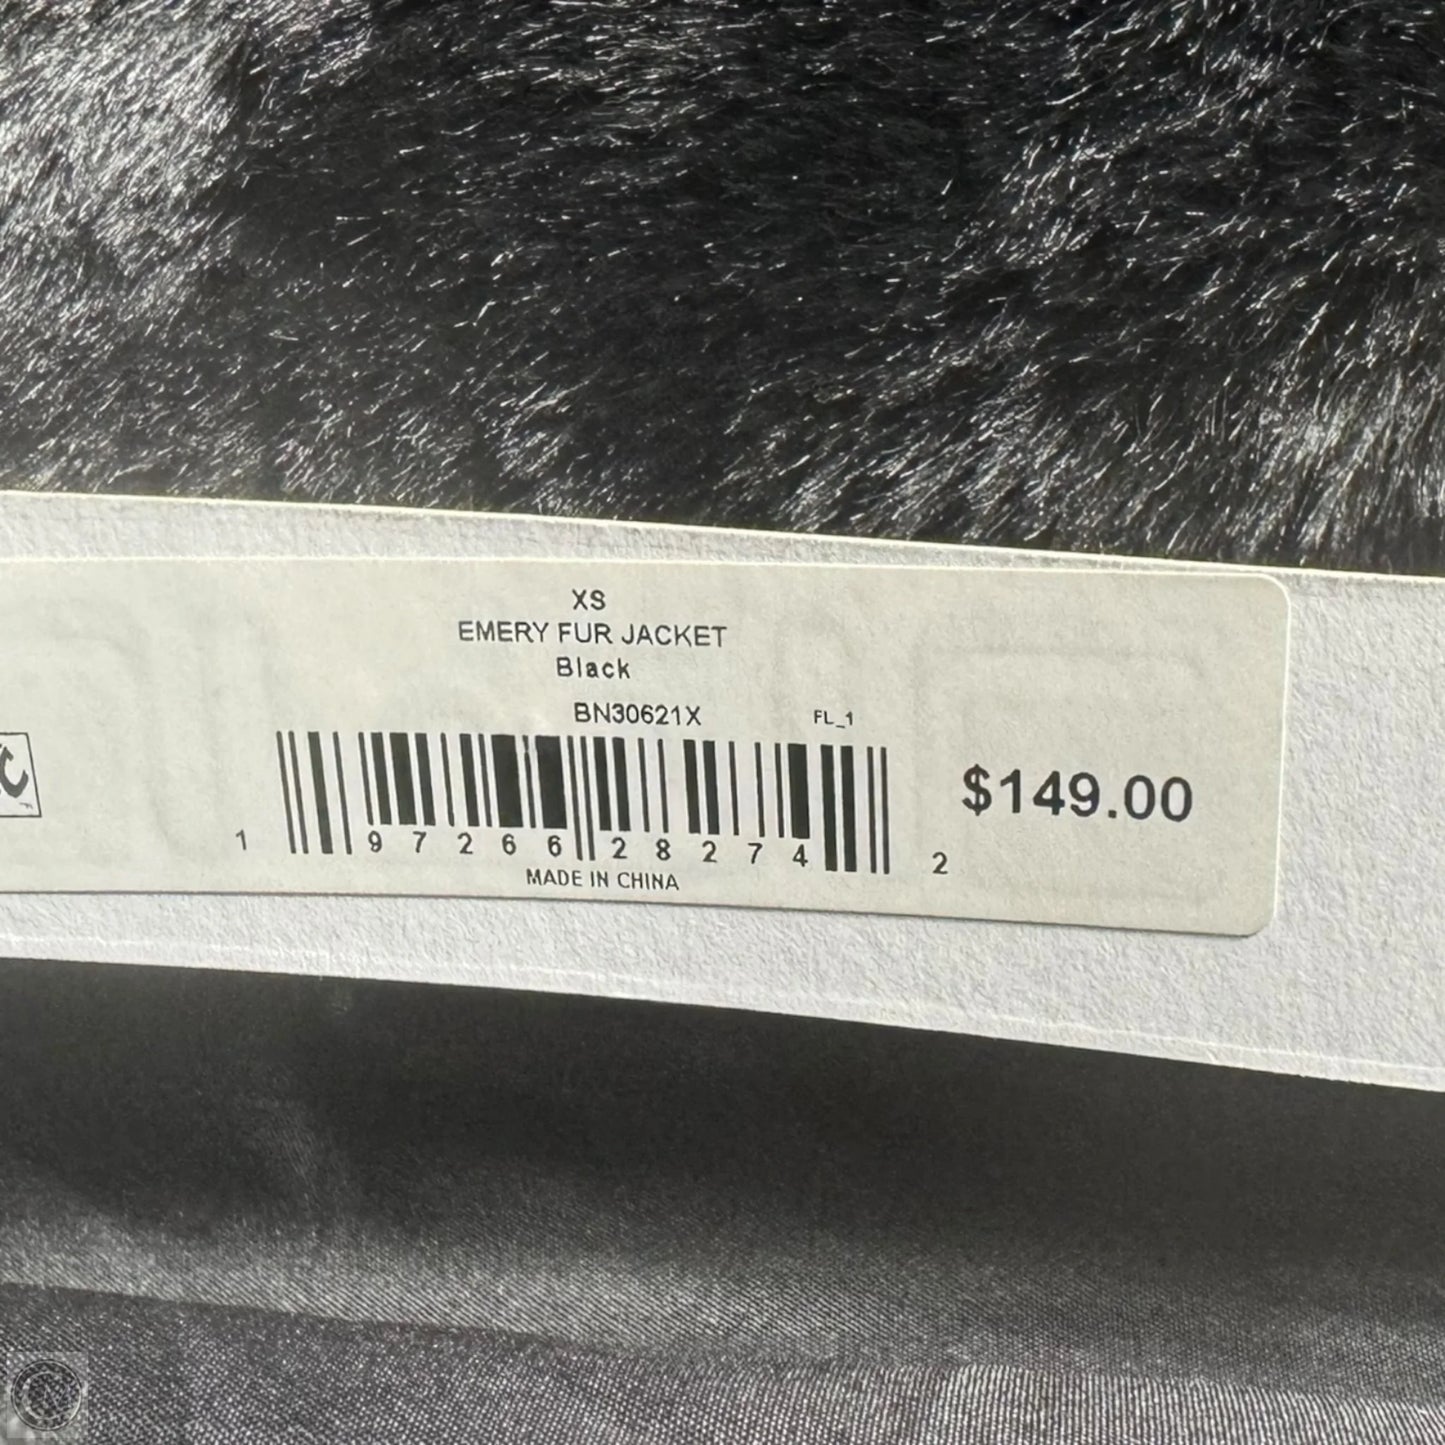 XS
EMERY FUR JACKET
Black
BN30621X FL_1
$149.00
1 97266 28274 2
MADE IN CHINA